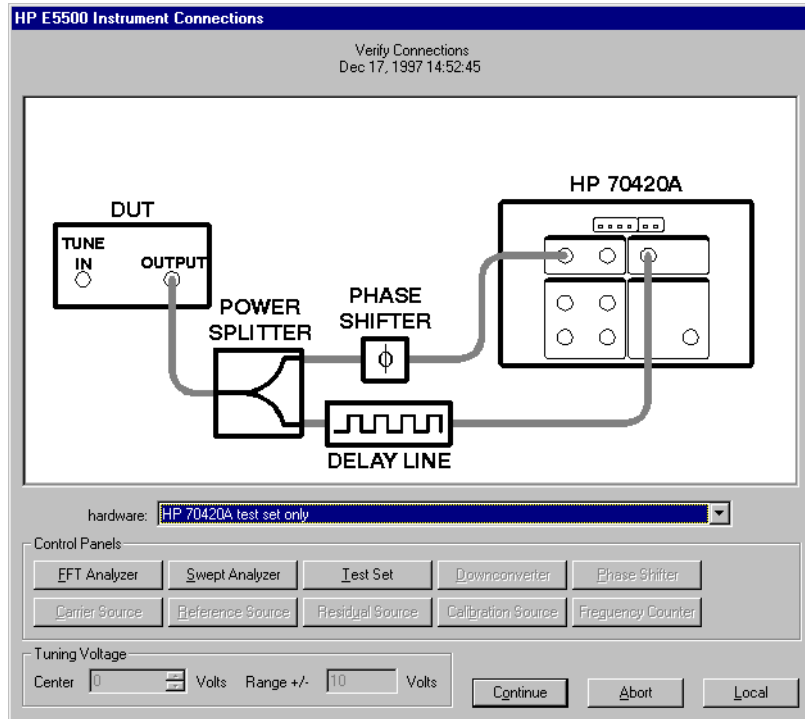 HP E5500 Instrument Connections
Verify Connections
Dec 17, 1997 14:52:45
HP 70420A
DUT
TUNE
IN
OUTPUT
POWER
SPLITTER
PHASE
SHIFTER
ϕ
DELAY LINE
hardware: HP 70420A test set only
Control Panels
FFT Analyzer Swept Analyzer Test Set Downconverter Phase Shifter
Carrier Source Reference Source Residual Source Calibration Source Frequency Counter
Tuning Voltage
Center 0 Volts Range +/- 10 Volts
Continue Abort Local